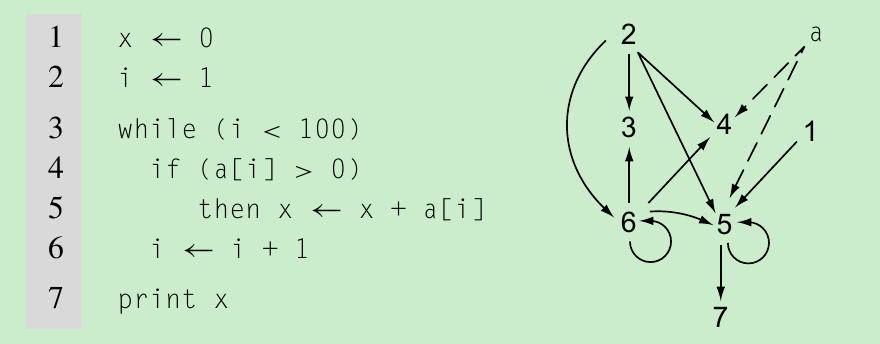 1 x ← 0
2 i ← 1
3 while (i < 100)
4 if (a[i] > 0)
5 then x ← x + a[i]
6 i ← i + 1
7 print x
2 a
3 4 1
6 5
7